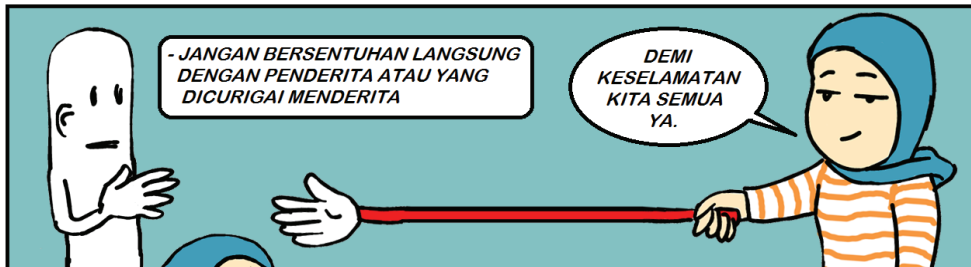 - JANGAN BERSENTUHAN LANGSUNG
DENGAN PENDERITA ATAU YANG
DICURIGAI MENDERITA
DEMI
KESELAMATAN
KITA SEMUA
YA.